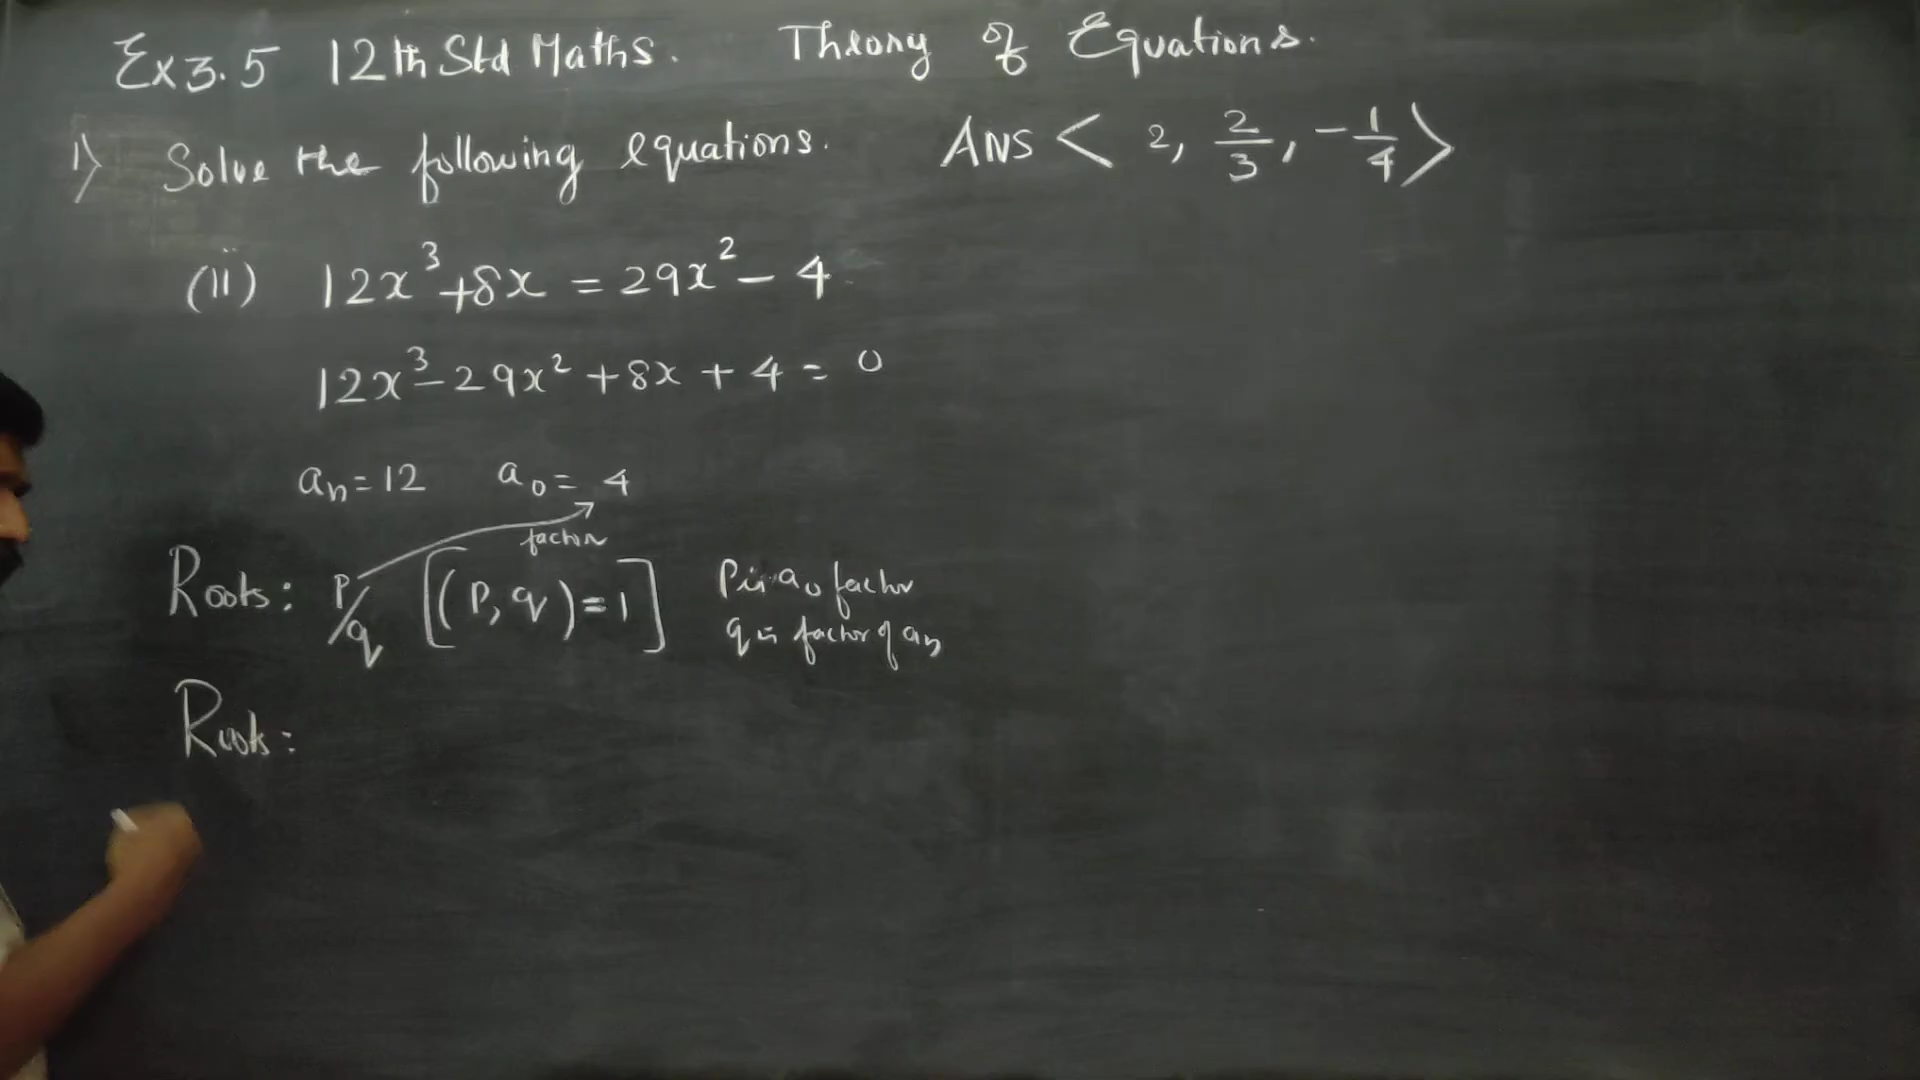 Ex 3.5 12th Std Maths. Theory of Equations.
1) Solve the following equations. ANS < 2, 2/3, -1/4 >
(ii) 12x³+8x = 29x² - 4
12x³ - 29x² + 8x + 4 = 0
aₙ = 12 a₀ = 4
factor
Roots: P/q [(P, q) = 1] P is a₀ factor
q is factor of aₙ
Roots: